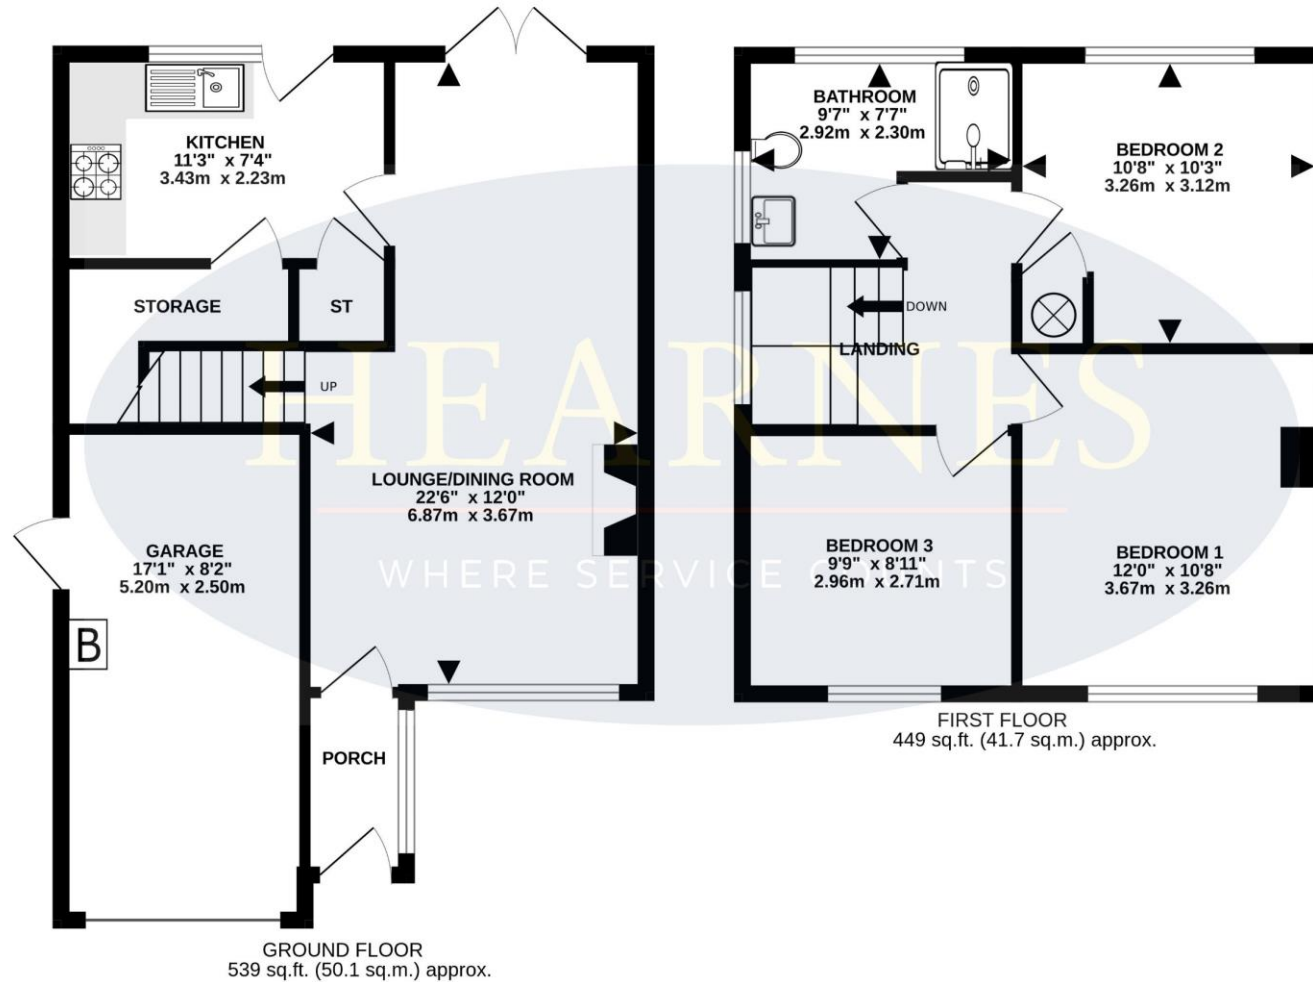 KITCHEN
11'3" x 7'4"
3.43m x 2.23m
STORAGE
ST
UP
LOUNGE/DINING ROOM
22'6" x 12'0"
6.87m x 3.67m
GARAGE
17'1" x 8'2"
5.20m x 2.50m
B
PORCH
GROUND FLOOR
539 sq.ft. (50.1 sq.m.) approx.
BATHROOM
9'7" x 7'7"
2.92m x 2.30m
BEDROOM 2
10'8" x 10'3"
3.26m x 3.12m
DOWN
LANDING
BEDROOM 3
9'9" x 8'11"
2.96m x 2.71m
BEDROOM 1
12'0" x 10'8"
3.67m x 3.26m
FIRST FLOOR
449 sq.ft. (41.7 sq.m.) approx.
HEARNES
WHERE SERVICE COUNTS